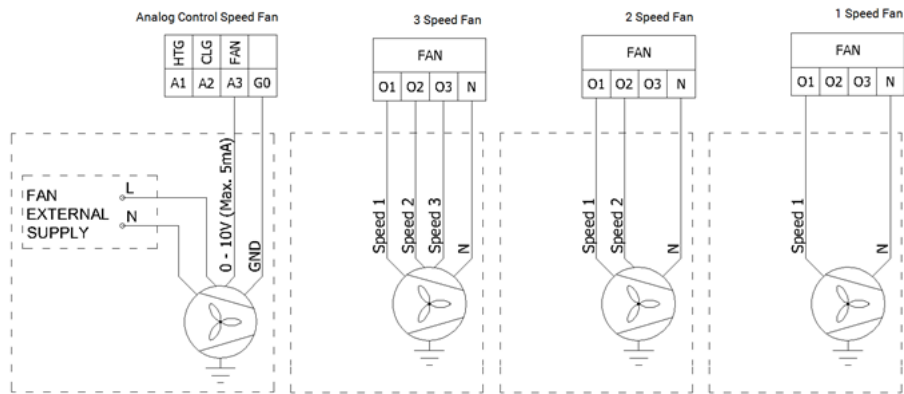 Analog Control Speed Fan
HTG CLG FAN
A1 A2 A3 G0
FAN
EXTERNAL
SUPPLY
L
N
0 - 10V (Max. 5mA)
GND
3 Speed Fan
FAN
O1 O2 O3 N
Speed 1
Speed 2
Speed 3
N
2 Speed Fan
FAN
O1 O2 O3 N
Speed 1
Speed 2
N
1 Speed Fan
FAN
O1 O2 O3 N
Speed 1
N